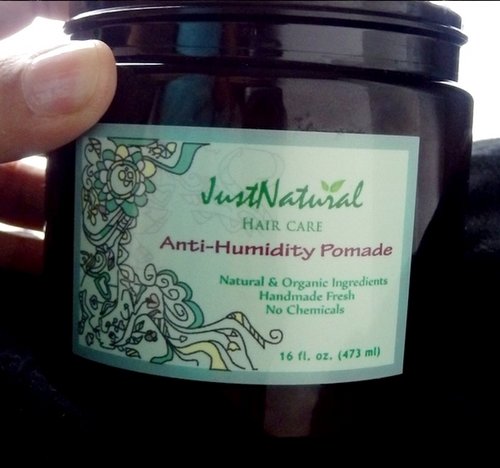 JustNatural
HAIR CARE
Anti-Humidity Pomade
Natural & Organic Ingredients
Handmade Fresh
No Chemicals
16 fl. oz. (473 ml)